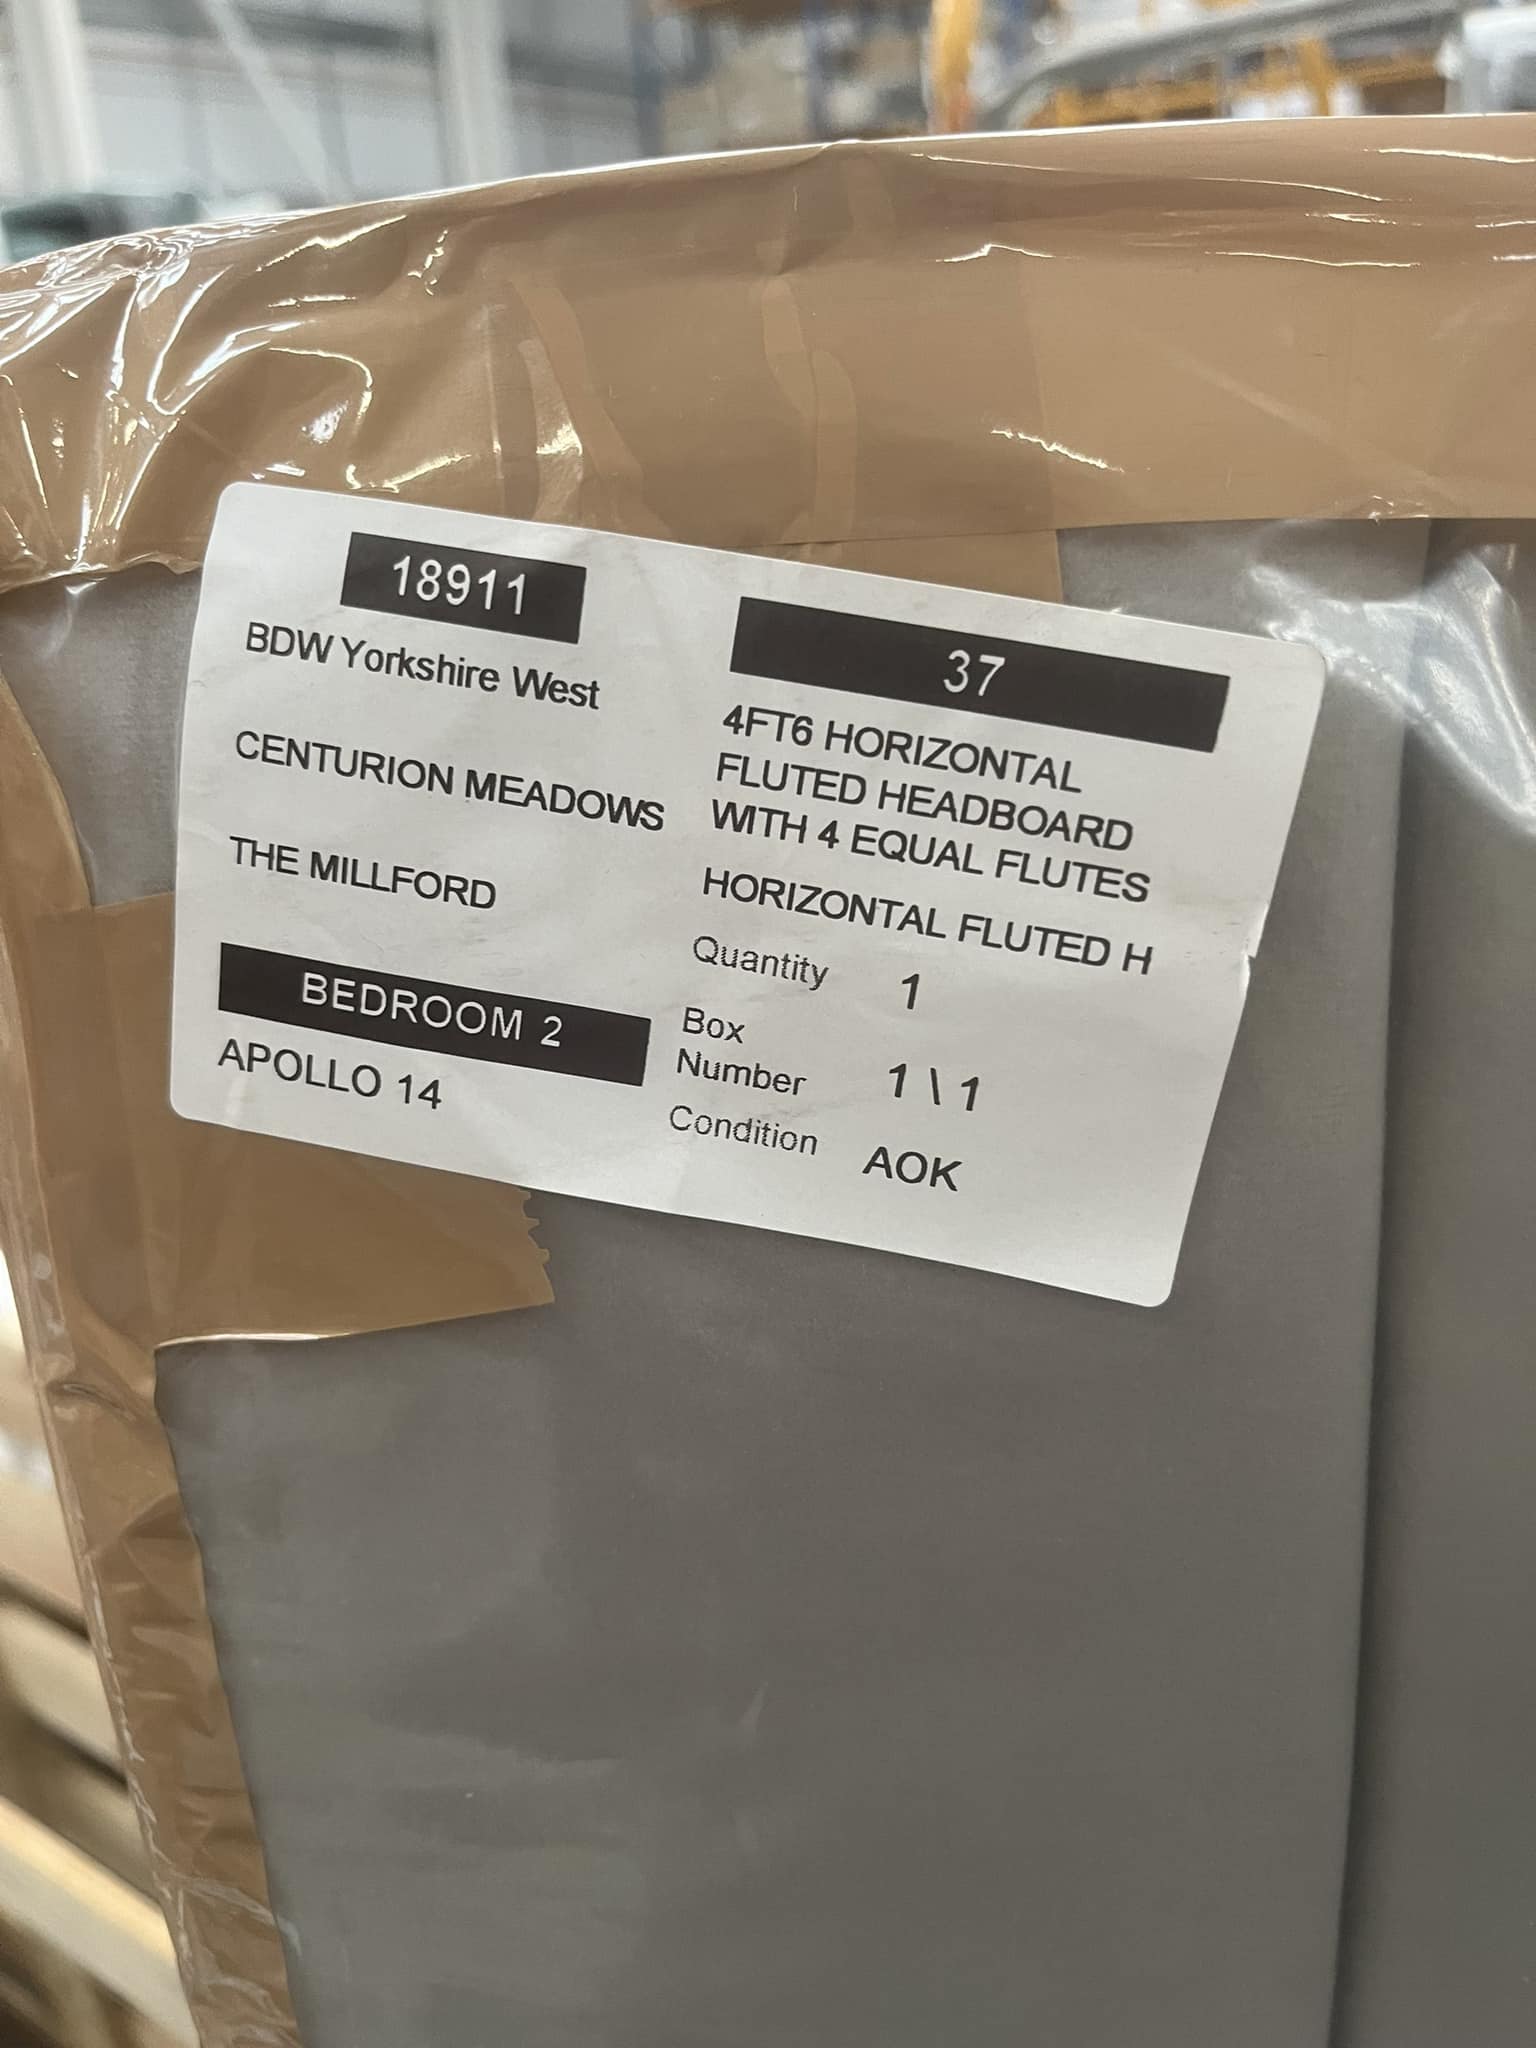 18911
BDW Yorkshire West
CENTURION MEADOWS
THE MILLFORD
BEDROOM 2
APOLLO 14
37
4FT6 HORIZONTAL
FLUTED HEADBOARD
WITH 4 EQUAL FLUTES
HORIZONTAL FLUTED H
Quantity 1
Box
Number 1 \ 1
Condition AOK